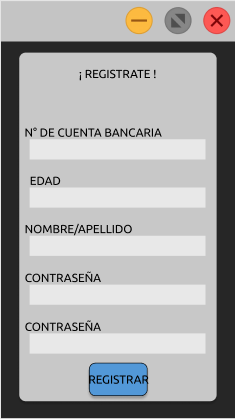 ¡ REGISTRATE !
N° DE CUENTA BANCARIA
EDAD
NOMBRE/APELLIDO
CONTRASEÑA
CONTRASEÑA
REGISTRAR